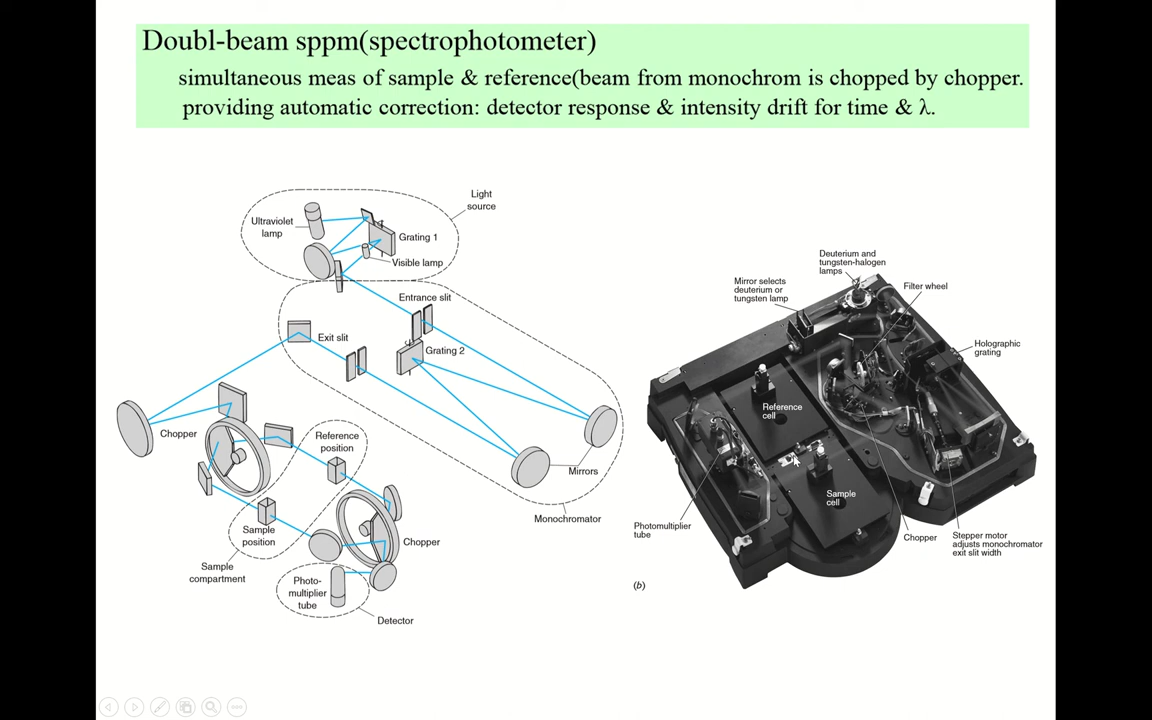 Doubl-beam sppm(spectrophotometer)
simultaneous meas of sample & reference(beam from monochrom is chopped by chopper.
providing automatic correction: detector response & intensity drift for time & λ.
Light
source
Ultraviolet
lamp
Grating 1
Visible lamp
Entrance slit
Exit slit
Grating 2
Chopper
Reference
position
Mirrors
Sample
position
Monochromator
Chopper
Sample
compartment
Photo-
multiplier
tube
Detector
Deuterium and
tungsten-halogen
lamps
Mirror selects
deuterium or
tungsten lamp
Filter wheel
Holographic
grating
Reference
cell
Sample
cell
Photomultiplier
tube
Chopper
Stepper motor
adjusts monochromator
exit slit width
(b)